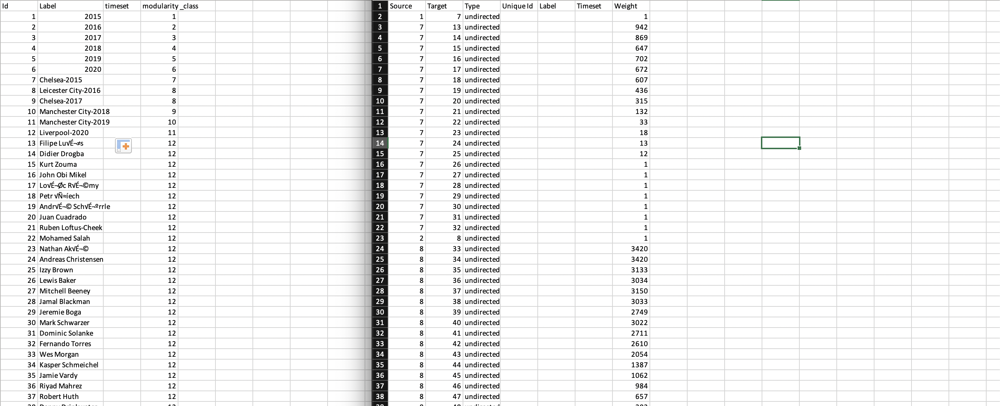 Id Label timeset modularity _class
1 2015 1
2 2016 2
3 2017 3
4 2018 4
5 2019 5
6 2020 6
7 Chelsea-2015 7
8 Leicester City-2016 8
9 Chelsea-2017 8
10 Manchester City-2018 9
11 Manchester City-2019 10
12 Liverpool-2020 11
13 Filipe Lu√É¬≠s 12
14 Didier Drogba 12
15 Kurt Zouma 12
16 John Obi Mikel 12
17 Lo√É¬Øc R√É¬©my 12
18 Petr √Ñ≈íech 12
19 Andr√É¬© Sch√É¬ºrrle 12
20 Juan Cuadrado 12
21 Ruben Loftus-Cheek 12
22 Mohamed Salah 12
23 Nathan Ak√É¬© 12
24 Andreas Christensen 12
25 Izzy Brown 12
26 Lewis Baker 12
27 Mitchell Beeney 12
28 Jamal Blackman 12
29 Jeremie Boga 12
30 Mark Schwarzer 12
31 Dominic Solanke 12
32 Fernando Torres 12
33 Wes Morgan 12
34 Kasper Schmeichel 12
35 Jamie Vardy 12
36 Riyad Mahrez 12
37 Robert Huth 12
1 Source Target Type Unique Id Label Timeset Weight
2 1 7 undirected 1
3 7 13 undirected 942
4 7 14 undirected 869
5 7 15 undirected 647
6 7 16 undirected 702
7 7 17 undirected 672
8 7 18 undirected 607
9 7 19 undirected 436
10 7 20 undirected 315
11 7 21 undirected 132
12 7 22 undirected 33
13 7 23 undirected 18
14 7 24 undirected 13
15 7 25 undirected 12
16 7 26 undirected 1
17 7 27 undirected 1
18 7 28 undirected 1
19 7 29 undirected 1
20 7 30 undirected 1
21 7 31 undirected 1
22 7 32 undirected 1
23 2 8 undirected 1
24 8 33 undirected 3420
25 8 34 undirected 3420
26 8 35 undirected 3133
27 8 36 undirected 3034
28 8 37 undirected 3150
29 8 38 undirected 3033
30 8 39 undirected 2749
31 8 40 undirected 3022
32 8 41 undirected 2711
33 8 42 undirected 2610
34 8 43 undirected 2054
35 8 44 undirected 1387
36 8 45 undirected 1062
37 8 46 undirected 984
38 8 47 undirected 657